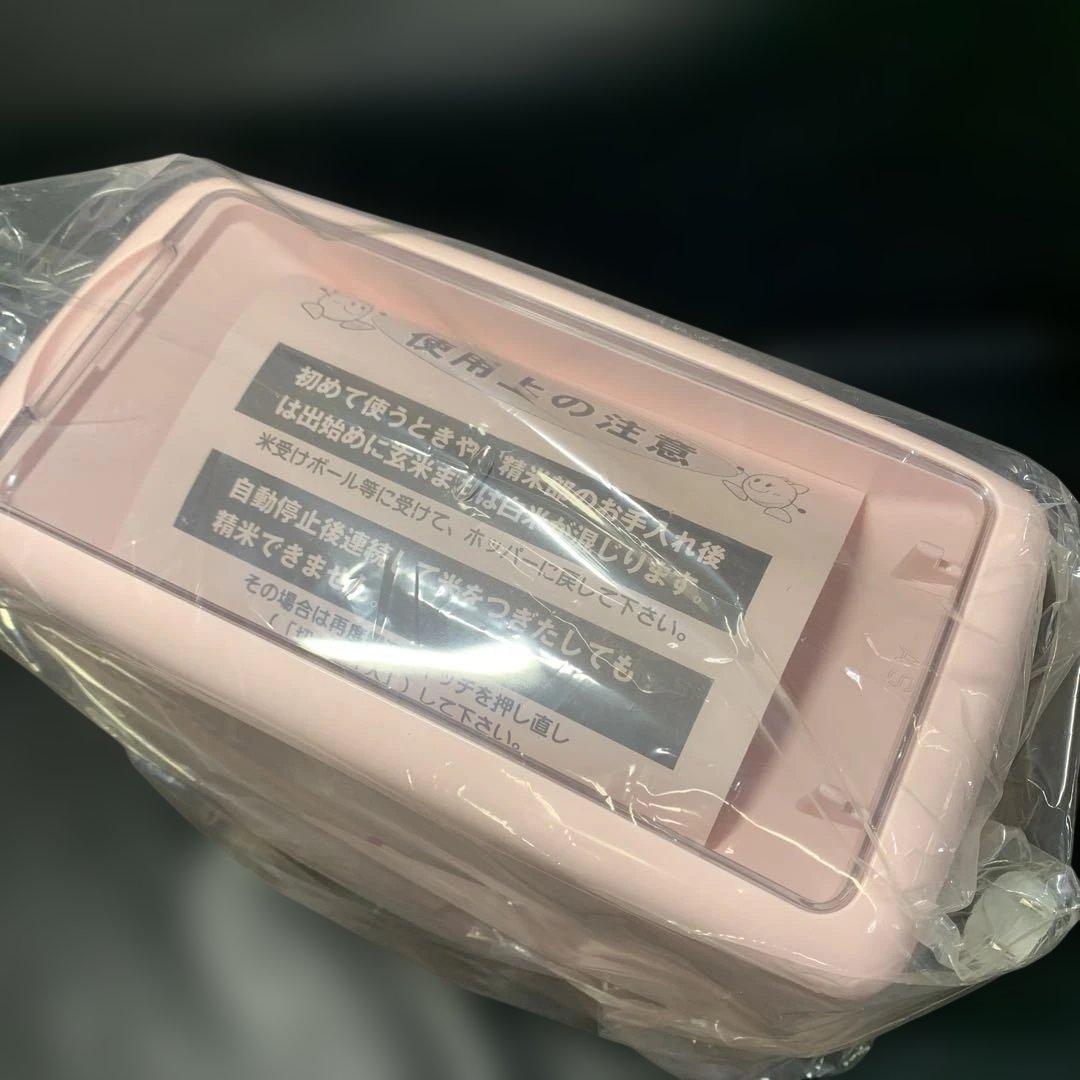 使用上の注意
初めて使うときや、精米部のお手入れ後
は出始めに玄米または白米が混じります。
米受けボール等に受けて、ホッパーに戻して下さい。
自動停止後連続して米をつぎたしても
精米できません。
その場合は再度 ッチを押し直し
(「切 入」)して下さい。